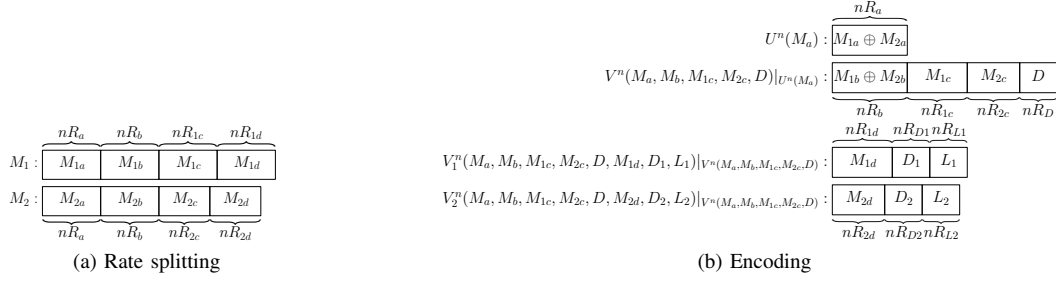 nR_a nR_b nR_{1c} nR_{1d}
M_1 : M_{1a} M_{1b} M_{1c} M_{1d}
M_2 : M_{2a} M_{2b} M_{2c} M_{2d}
nR_a nR_b nR_{2c} nR_{2d}
(a) Rate splitting
nR_a
U^n(M_a) : M_{1a} ⊕ M_{2a}
V^n(M_a, M_b, M_{1c}, M_{2c}, D)|_{U^n(M_a)} : M_{1b} ⊕ M_{2b} M_{1c} M_{2c} D
nR_b nR_{1c} nR_{2c} nR_D
nR_{1d} nR_{D1} nR_{L1}
V_1^n(M_a, M_b, M_{1c}, M_{2c}, D, M_{1d}, D_1, L_1)|_{V^n(M_a,M_b,M_{1c},M_{2c},D)} : M_{1d} D_1 L_1
V_2^n(M_a, M_b, M_{1c}, M_{2c}, D, M_{2d}, D_2, L_2)|_{V^n(M_a,M_b,M_{1c},M_{2c},D)} : M_{2d} D_2 L_2
nR_{2d} nR_{D2} nR_{L2}
(b) Encoding